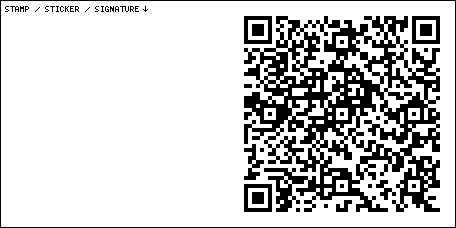 STAMP / STICKER / SIGNATURE ↓